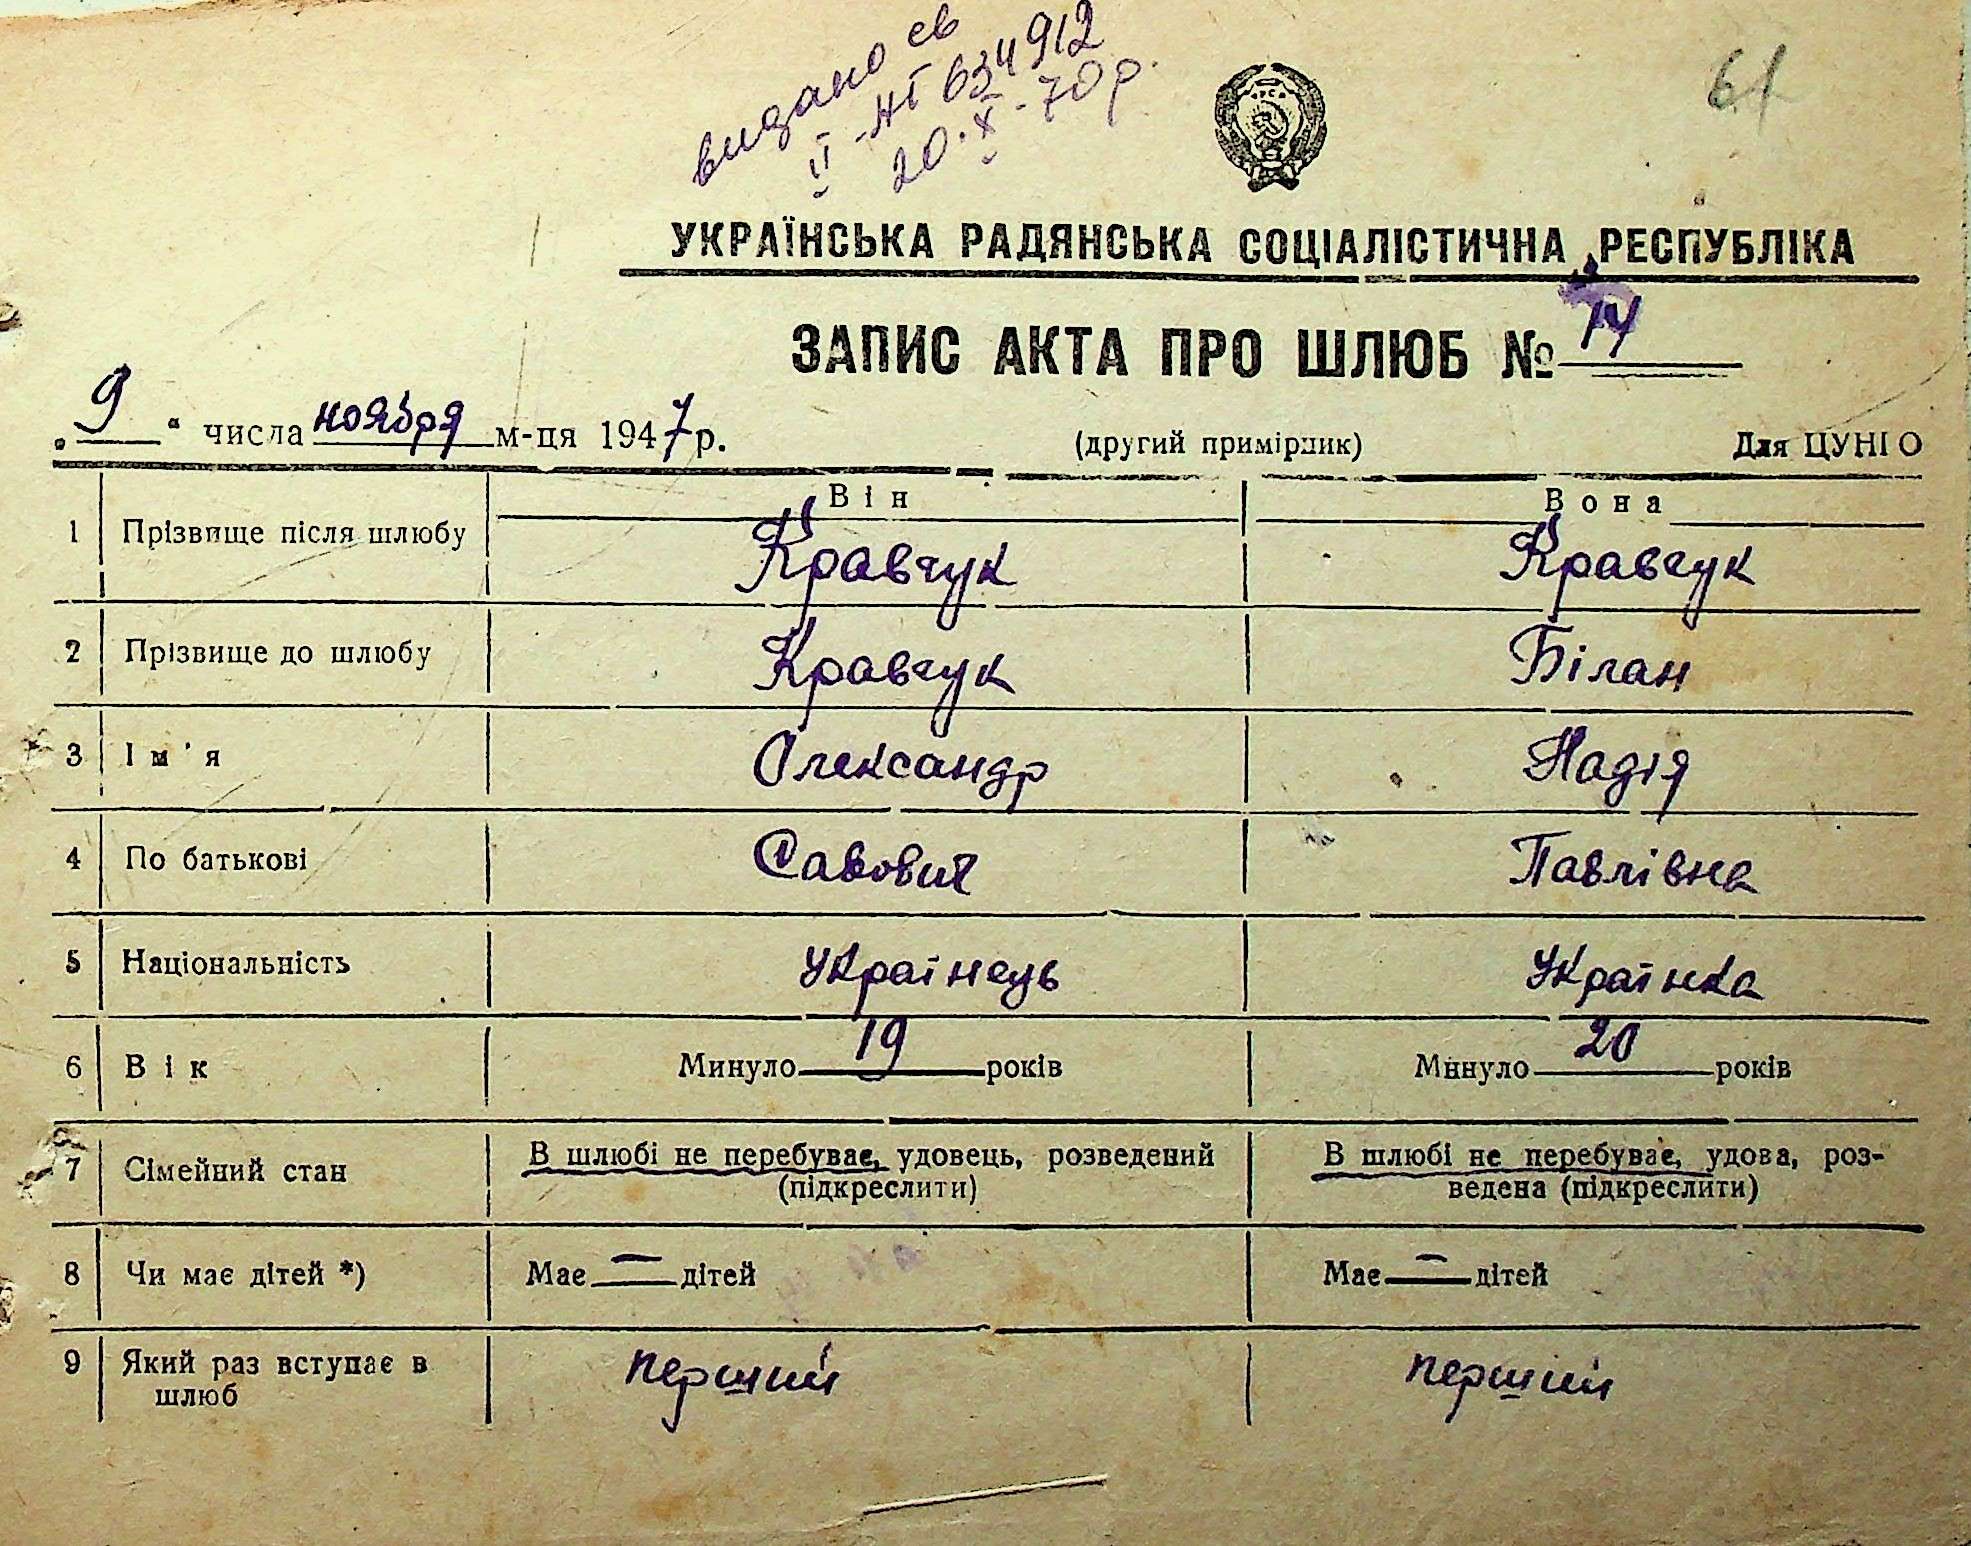 видано св
II-НГ 634912
20.X-70р.
61
УКРАЇНСЬКА РАДЯНСЬКА СОЦІАЛІСТИЧНА РЕСПУБЛІКА
ЗАПИС АКТА ПРО ШЛЮБ № 14
„9“ числа ноября м-ця 1947р. (другий примірник) Для ЦУНГО
Він Вона
1 Прізвище після шлюбу Кравчук Кравчук
2 Прізвище до шлюбу Кравчук Білан
3 Ім'я Олександр Надія
4 По батькові Савович Павлівна
5 Національність Українець Українка
6 Вік Минуло 19 років Минуло 20 років
7 Сімейний стан В шлюбі не перебуває, удовець, розведений В шлюбі не перебуває, удова, роз-
(підкреслити) ведена (підкреслити)
8 Чи має дітей *) Має — дітей Має — дітей
9 Який раз вступає в перший перший
шлюб